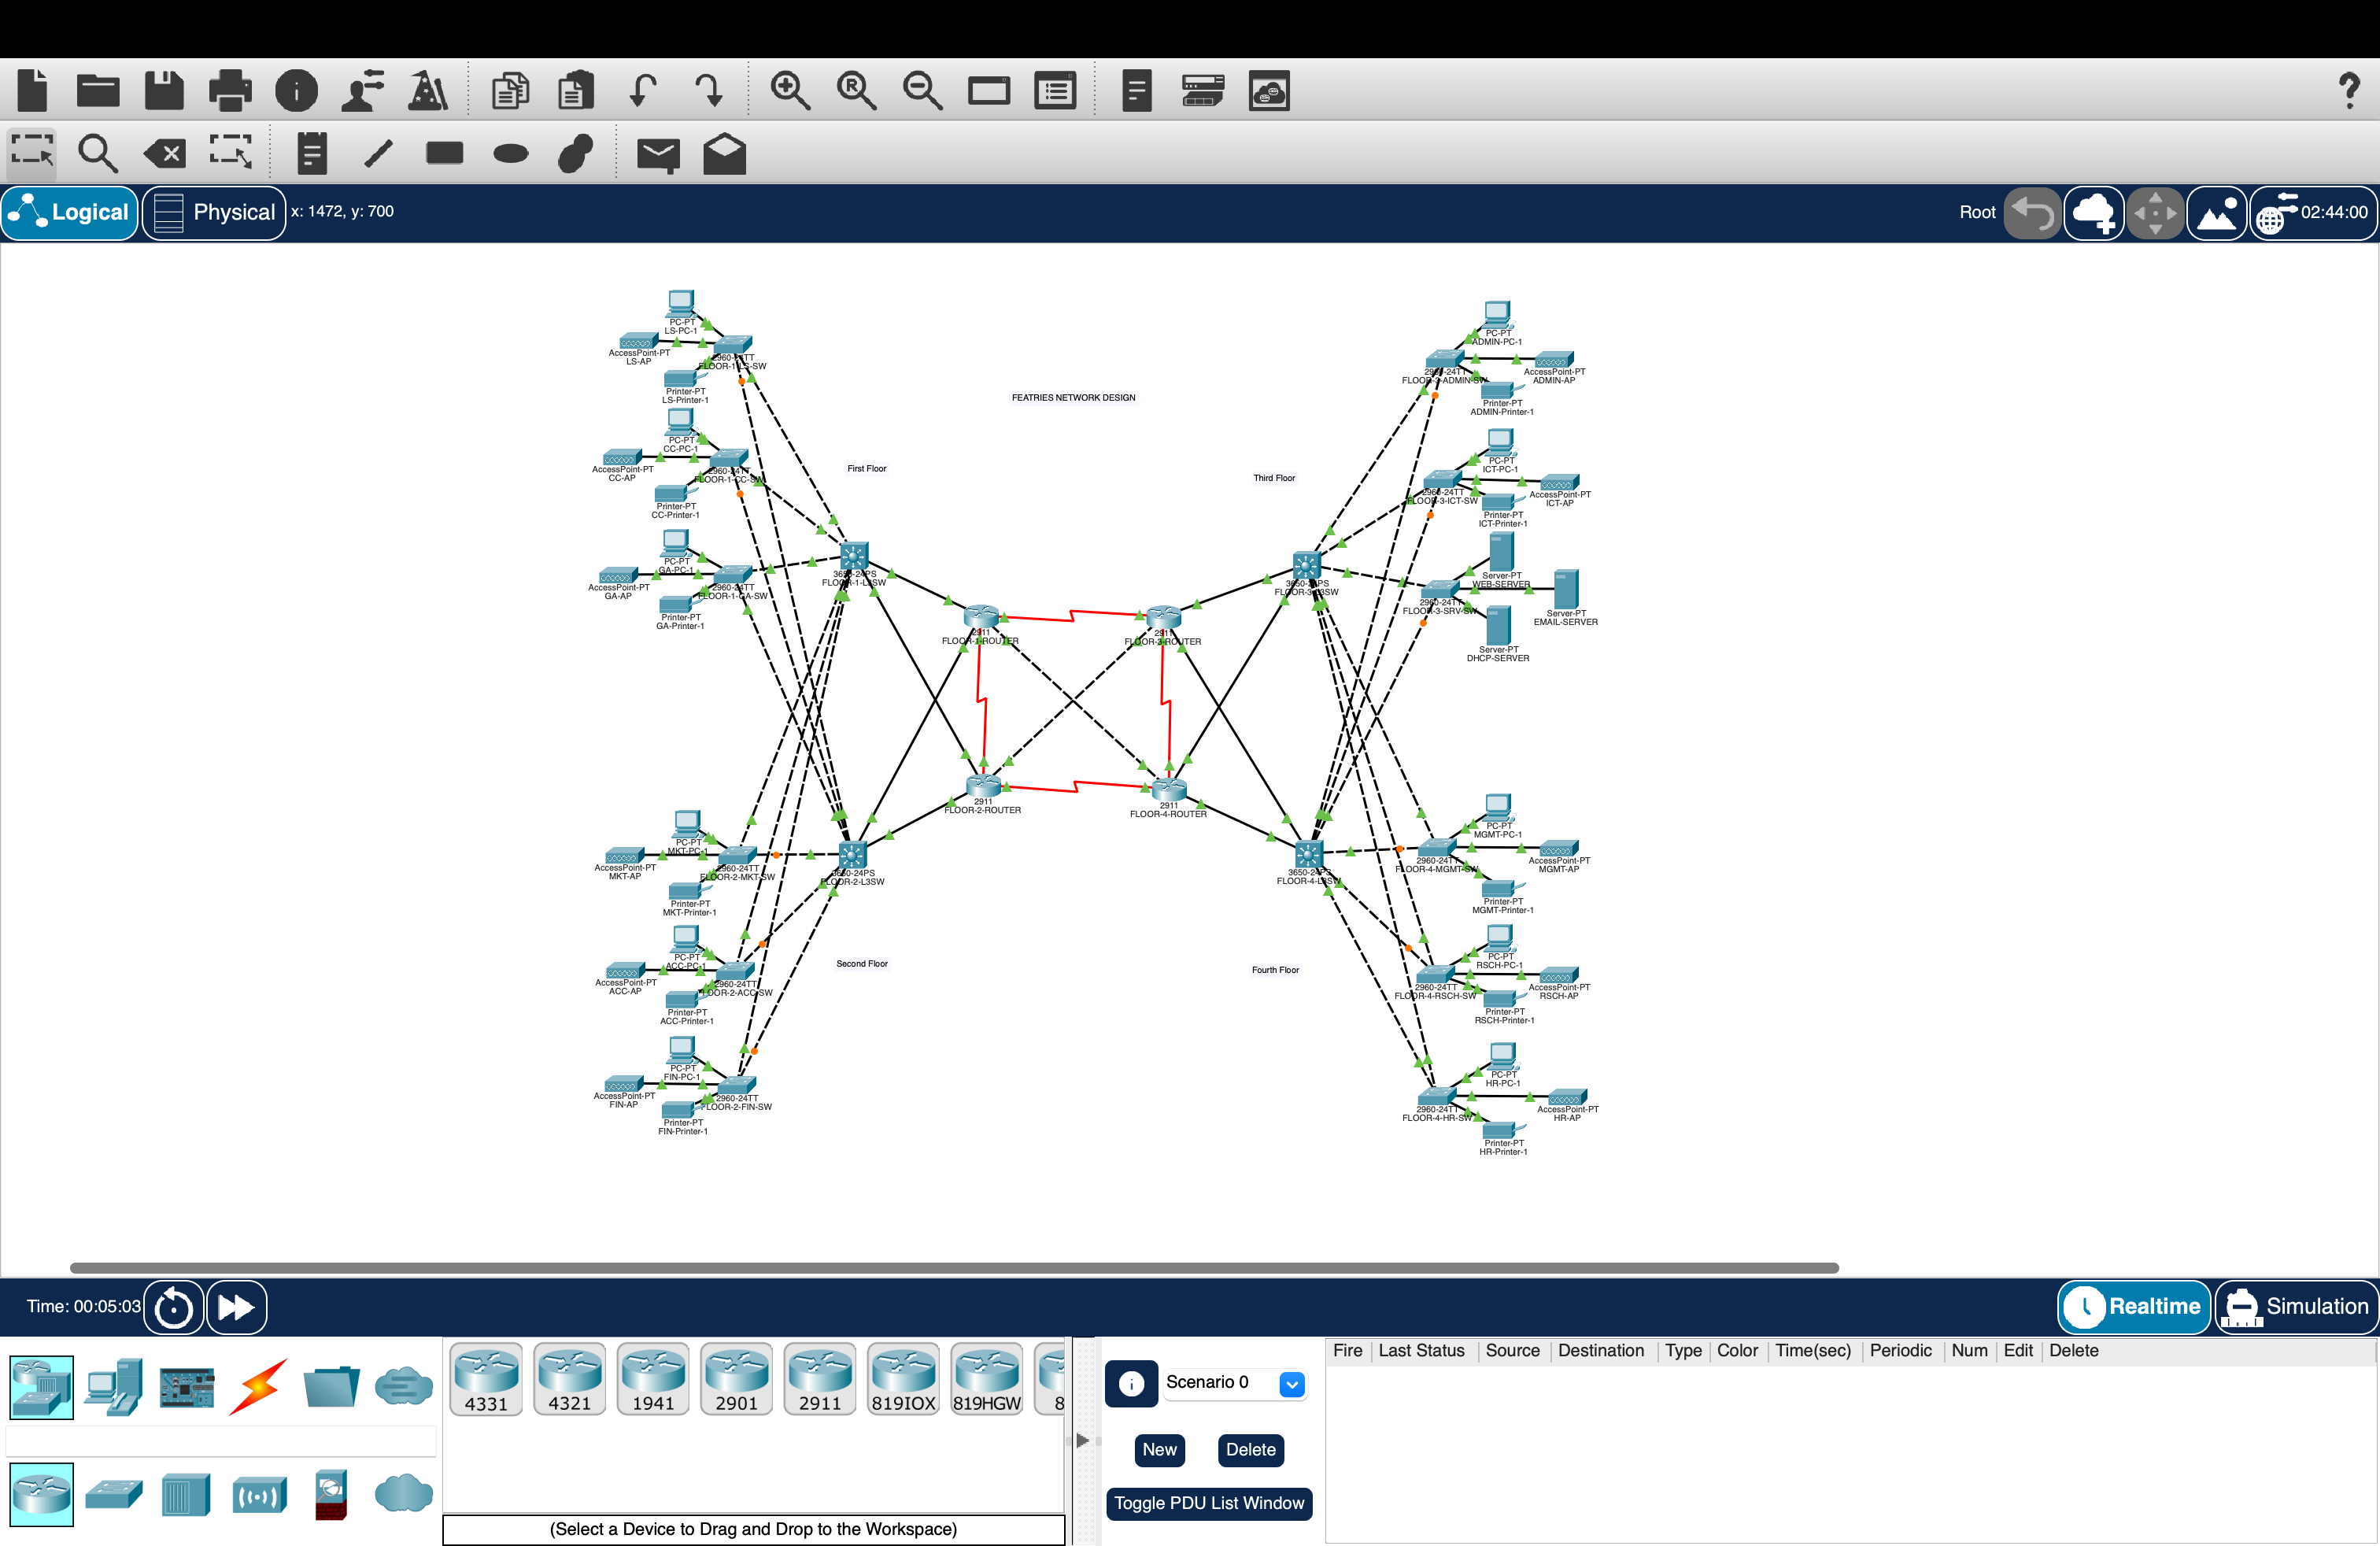 Logical
Physical
x: 1472, y: 700
Root
02:44:00
FEATRIES NETWORK DESIGN
First Floor
Third Floor
Second Floor
Fourth Floor
PC-PT
LS-PC-1
AccessPoint-PT
LS-AP
2960-24TT
FLOOR-1-LS-SW
Printer-PT
LS-Printer-1
PC-PT
CC-PC-1
AccessPoint-PT
CC-AP
2960-24TT
FLOOR-1-CC-SW
Printer-PT
CC-Printer-1
PC-PT
GA-PC-1
AccessPoint-PT
GA-AP
2960-24TT
FLOOR-1-GA-SW
Printer-PT
GA-Printer-1
3650-24PS
FLOOR-1-L3SW
2911
FLOOR-1-ROUTER
2911
FLOOR-3-ROUTER
2911
FLOOR-2-ROUTER
2911
FLOOR-4-ROUTER
PC-PT
MKT-PC-1
AccessPoint-PT
MKT-AP
2960-24TT
FLOOR-2-MKT-SW
Printer-PT
MKT-Printer-1
3650-24PS
FLOOR-2-L3SW
PC-PT
ACC-PC-1
AccessPoint-PT
ACC-AP
2960-24TT
FLOOR-2-ACC-SW
Printer-PT
ACC-Printer-1
PC-PT
FIN-PC-1
AccessPoint-PT
FIN-AP
2960-24TT
FLOOR-2-FIN-SW
Printer-PT
FIN-Printer-1
PC-PT
ADMIN-PC-1
2960-24TT
FLOOR-2-ADMIN-SW
AccessPoint-PT
ADMIN-AP
Printer-PT
ADMIN-Printer-1
PC-PT
ICT-PC-1
2960-24TT
FLOOR-3-ICT-SW
AccessPoint-PT
ICT-AP
Printer-PT
ICT-Printer-1
3650-24PS
FLOOR-3-L3SW
Server-PT
WEB-SERVER
2960-24TT
FLOOR-3-SRV-SW
Server-PT
EMAIL-SERVER
Server-PT
DHCP-SERVER
PC-PT
MGMT-PC-1
2960-24TT
FLOOR-4-MGMT-SW
AccessPoint-PT
MGMT-AP
Printer-PT
MGMT-Printer-1
3650-24PS
FLOOR-4-L3SW
PC-PT
RSCH-PC-1
2960-24TT
FLOOR-4-RSCH-SW
AccessPoint-PT
RSCH-AP
Printer-PT
RSCH-Printer-1
PC-PT
HR-PC-1
2960-24TT
FLOOR-4-HR-SW
AccessPoint-PT
HR-AP
Printer-PT
HR-Printer-1
Time: 00:05:03
Realtime
Simulation
4331
4321
1941
2901
2911
819IOX
819HGW
8
(Select a Device to Drag and Drop to the Workspace)
Scenario 0
New
Delete
Toggle PDU List Window
Fire Last Status Source Destination Type Color Time(sec) Periodic Num Edit Delete